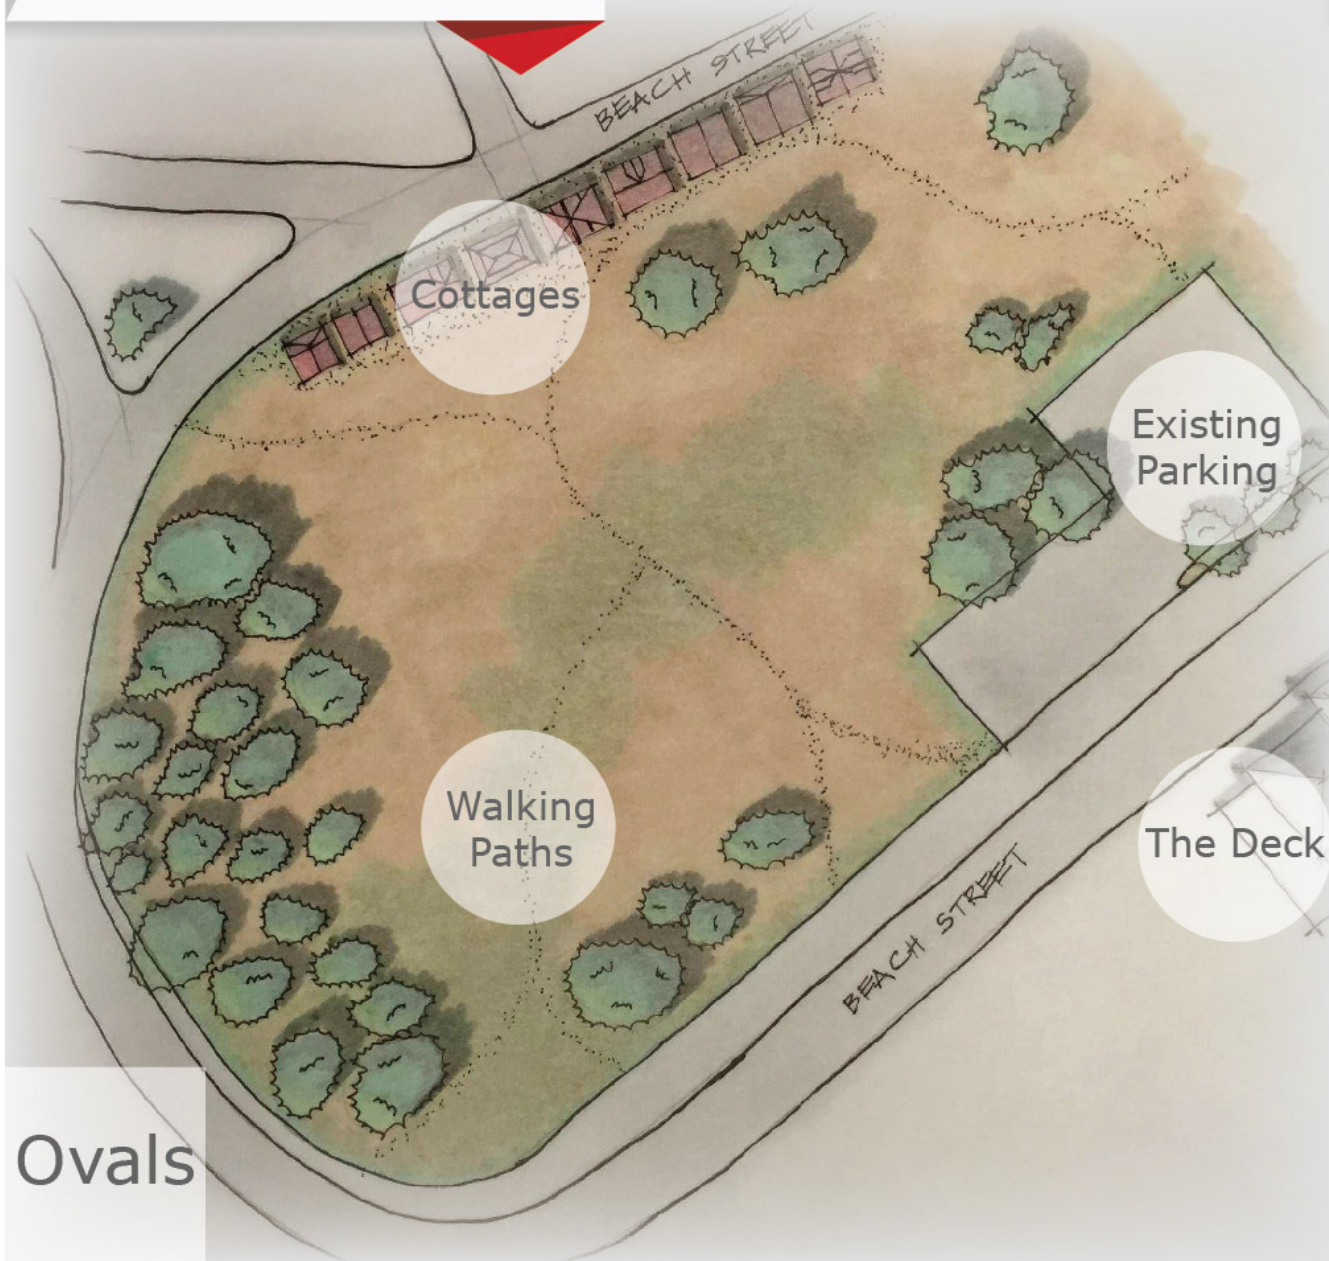 BEACH STREET
Cottages
Existing
Parking
Walking
Paths
The Deck
BEACH STREET
Ovals